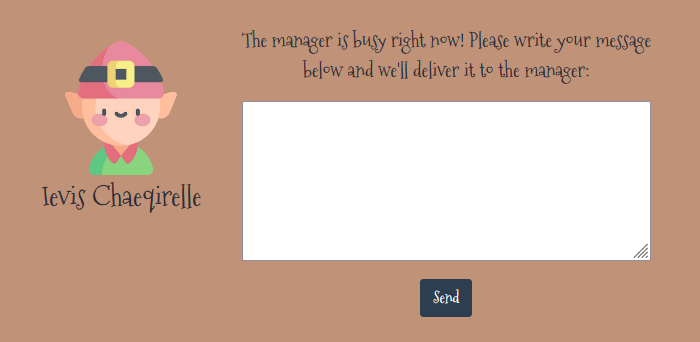 The manager is busy right now! Please write your message
below and we'll deliver it to the manager:
Ievis Chaeqirelle
Send